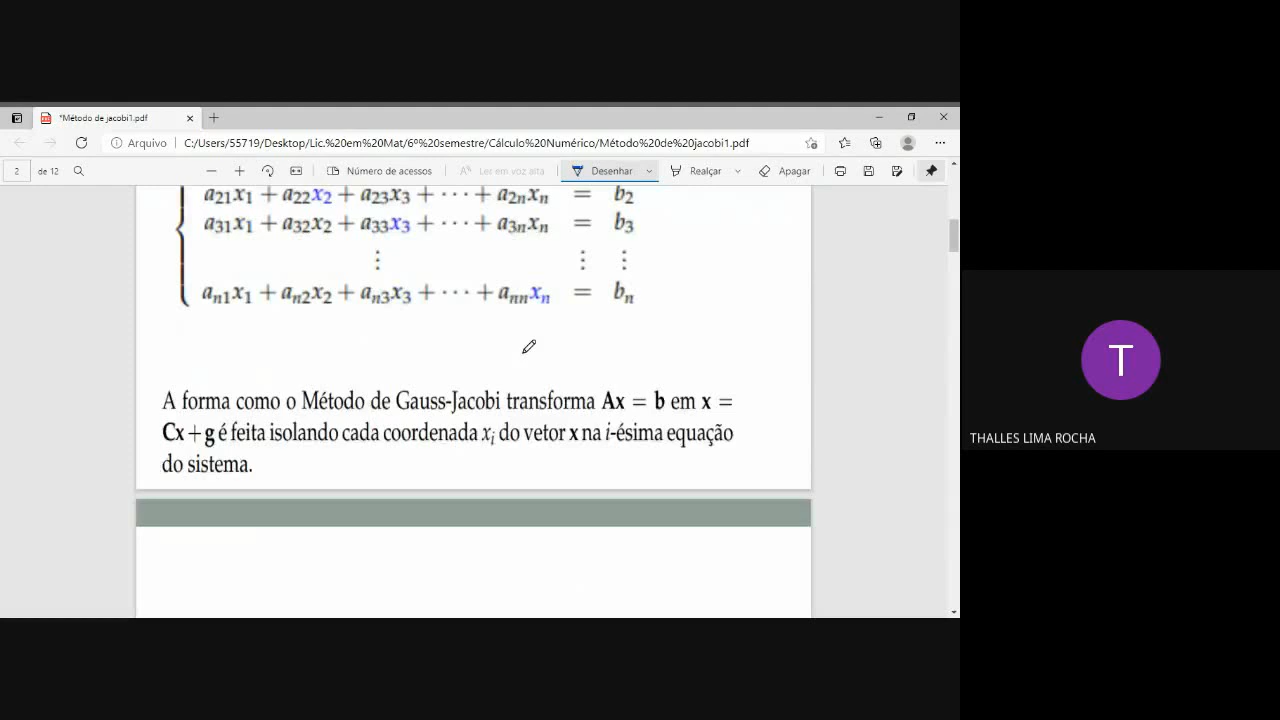 *Método de jacobi1.pdf
Arquivo
C:/Users/55719/Desktop/Lic.%20em%20Mat/6º%20semestre/Cálculo%20Numérico/Método%20de%20jacobi1.pdf
2 de 12
Número de acessos
Ler em voz alta
Desenhar
Realçar
Apagar
a21x1 + a22x2 + a23x3 + ··· + a2nxn = b2
a31x1 + a32x2 + a33x3 + ··· + a3nxn = b3
⋮ ⋮ ⋮
an1x1 + an2x2 + an3x3 + ··· + annxn = bn
A forma como o Método de Gauss-Jacobi transforma Ax = b em x =
Cx + g é feita isolando cada coordenada xi do vetor x na i-ésima equação
do sistema.
T
THALLES LIMA ROCHA